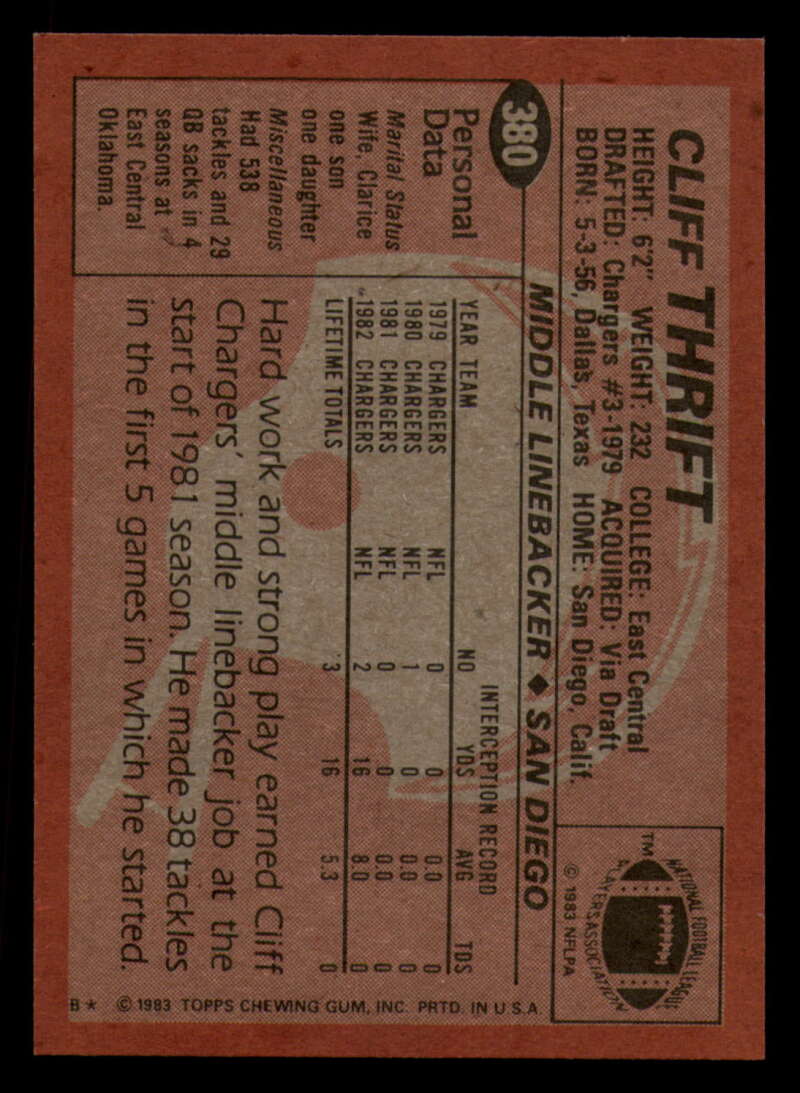 CLIFF THRIFT
HEIGHT: 6'2" WEIGHT: 232 COLLEGE: East Central
DRAFTED: Chargers #3-1979 ACQUIRED: Via Draft
BORN: 5-3-56, Dallas, Texas HOME: San Diego, Calif.
NATIONAL FOOTBALL LEAGUE
PLAYERS ASSOCIATION
TM
© 1983 NFLPA
380
MIDDLE LINEBACKER ♦ SAN DIEGO
Personal
Data
Marital Status
Wife, Clarice
one son
one daughter
Miscellaneous
Had 538
tackles and 29
QB sacks in 4
seasons at
East Central
Oklahoma.
INTERCEPTION RECORD
YEAR TEAM NO YDS AVG TDS
1979 CHARGERS NFL 0 0 0.0 0
1980 CHARGERS NFL 1 0 0.0 0
1981 CHARGERS NFL 0 0 0.0 0
1982 CHARGERS NFL 2 16 8.0 0
LIFETIME TOTALS 3 16 5.3 0
Hard work and strong play earned Cliff
Chargers' middle linebacker job at the
start of 1981 season. He made 38 tackles
in the first 5 games in which he started.
B* © 1983 TOPPS CHEWING GUM, INC. PRTD. IN U.S.A.